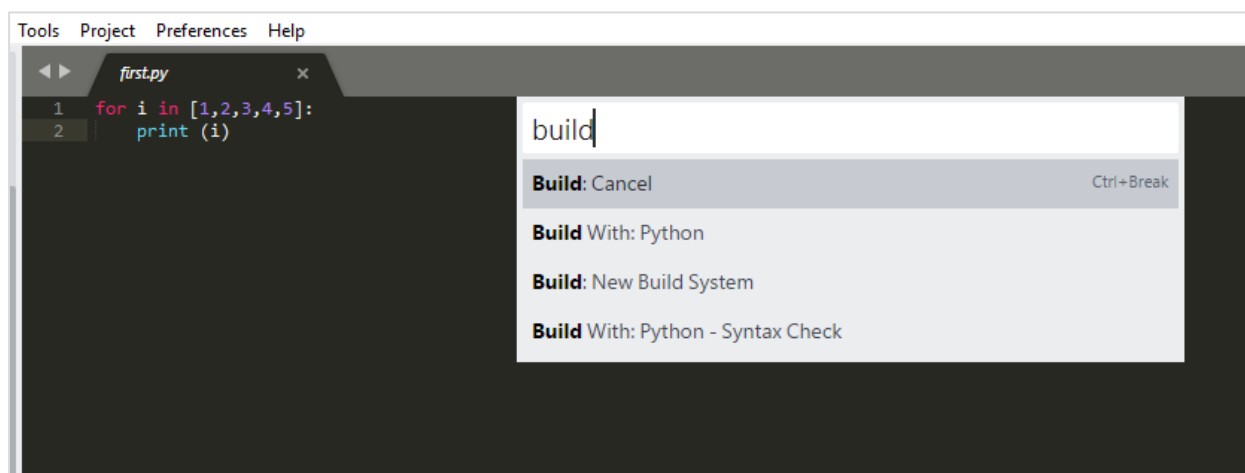 Tools Project Preferences Help
first.py ×
1 for i in [1,2,3,4,5]:
2 print (i)
build
Build: Cancel Ctrl+Break
Build With: Python
Build: New Build System
Build With: Python - Syntax Check